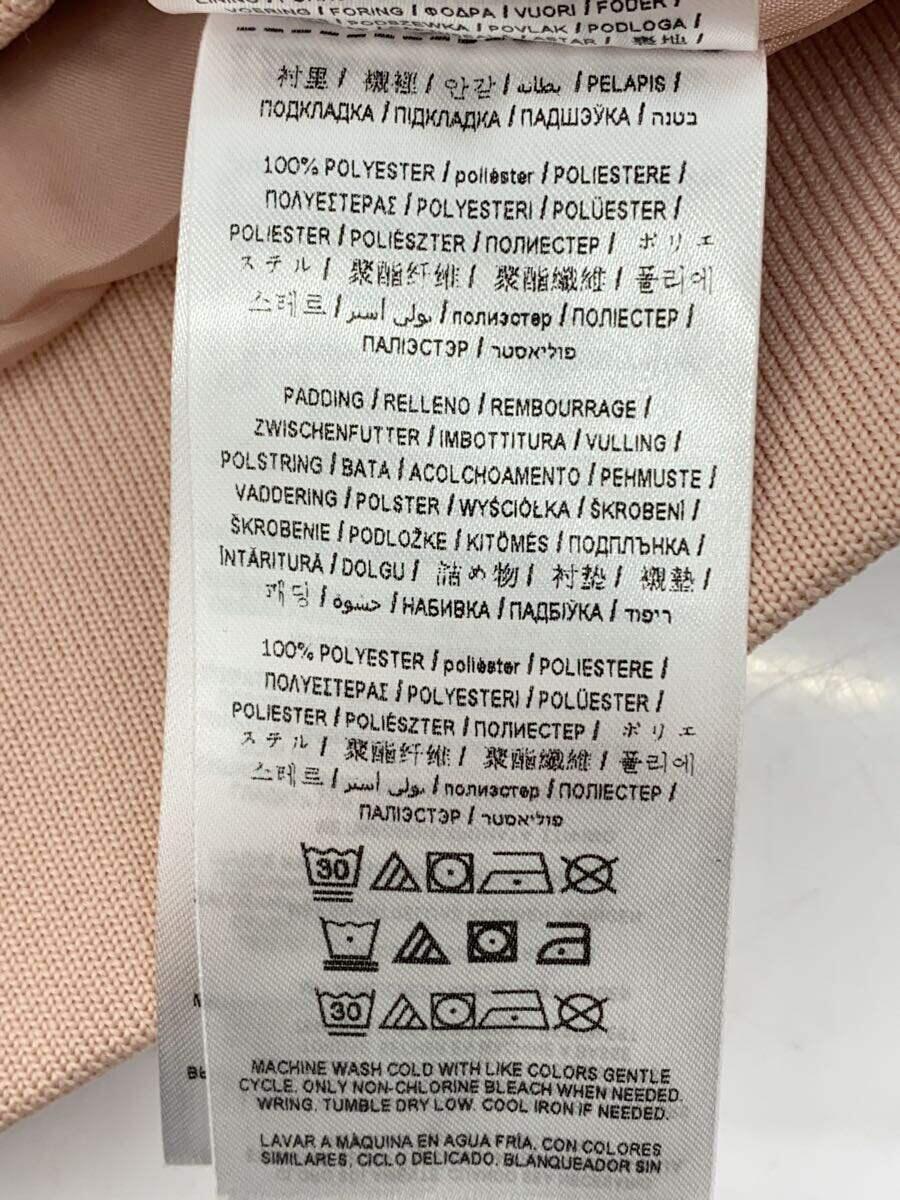 VOERING / FORING / ФОДРА / VUORI / FODER /
PODSZEWKA / POVLAK / PODLOGA /
衬里 / 襯裡 / 안감 / بطانة / PELAPIS /
ПОДКЛАДКА / ПІДКЛАДКА / ПАДШЭЎКА / בטנה
100% POLYESTER / poliéster / POLIESTERE /
ΠΟΛΥΕΣΤΕΡΑΣ / POLYESTERI / POLÜESTER /
POLIESTER / POLIÉSZTER / ПОЛИЕСТЕР / ポリエ
ステル / 聚酯纤维 / 聚酯纖維 / 폴리에
스테르 / بولي أستر / полиэстер / ПОЛІЕСТЕР /
ПАЛІЭСТЭР / פוליאסטר
PADDING / RELLENO / REMBOURRAGE /
ZWISCHENFUTTER / IMBOTTITURA / VULLING /
POLSTRING / ВАТА / ACOLCHOAMENTO / PEHMUSTE /
VADDERING / POLSTER / WYŚCIÓŁKA / ŠKROBENÍ /
ŠKROBENIE / PODLOŽKE / KITÖMÉS / ПОДПЛЪНКА /
ÎNTĂRITURĂ / DOLGU / 詰め物 / 衬垫 / 襯墊 /
패딩 / حشوة / НАБИВКА / ПАДБІЎКА / ריפוד
100% POLYESTER / poliéster / POLIESTERE /
ΠΟΛΥΕΣΤΕΡΑΣ / POLYESTERI / POLÜESTER /
POLIESTER / POLIÉSZTER / ПОЛИЕСТЕР / ポリエ
ステル / 聚酯纤维 / 聚酯纖維 / 폴리에
스테르 / بولي أستر / полиэстер / ПОЛІЕСТЕР /
ПАЛІЭСТЭР / פוליאסטר
30
30
MACHINE WASH COLD WITH LIKE COLORS GENTLE
CYCLE. ONLY NON-CHLORINE BLEACH WHEN NEEDED.
WRING. TUMBLE DRY LOW. COOL IRON IF NEEDED.
LAVAR A MÁQUINA EN AGUA FRÍA, CON COLORES
SIMILARES, CICLO DELICADO. BLANQUEADOR SIN